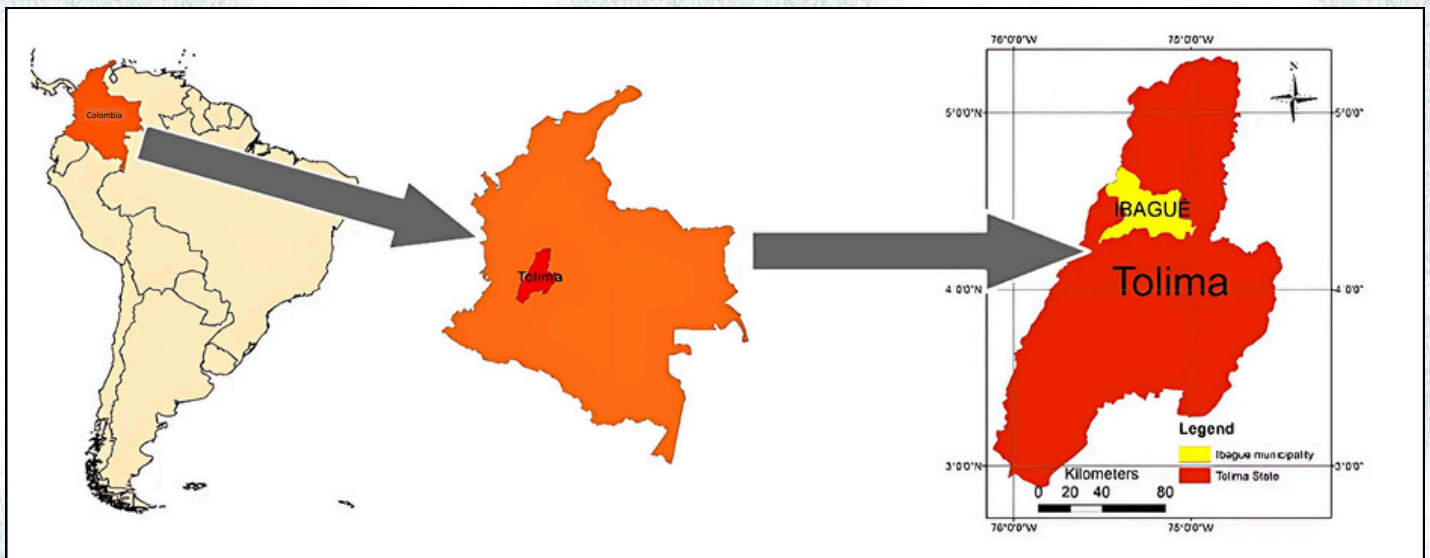 Colombia
Tolima
76°0'0"W 75°0'0"W
N
5°0'0"N 5°0'0"
IBAGUÈ
Tolima
4°0'0"N 4°0'0"
Legend
Ibague municipality
Tolima State
3°0'0"N 3°0'0"
Kilometers
0 20 40 80
76°0'0"W 75°0'0"W